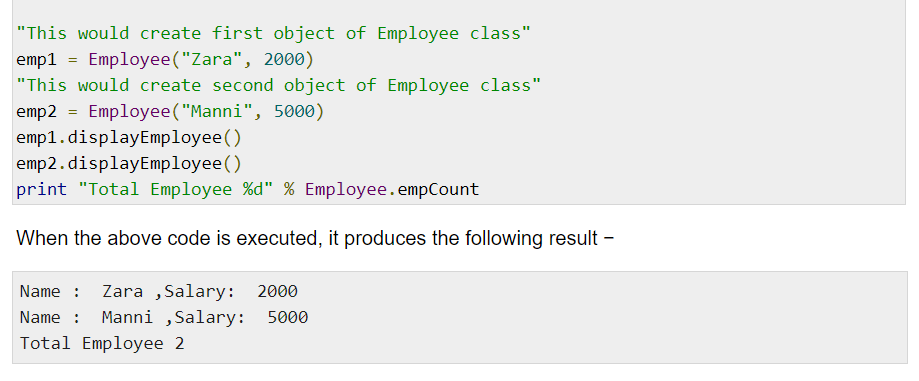 "This would create first object of Employee class"
emp1 = Employee("Zara", 2000)
"This would create second object of Employee class"
emp2 = Employee("Manni", 5000)
emp1.displayEmployee()
emp2.displayEmployee()
print "Total Employee %d" % Employee.empCount
When the above code is executed, it produces the following result −
Name :  Zara ,Salary:  2000
Name :  Manni ,Salary:  5000
Total Employee 2